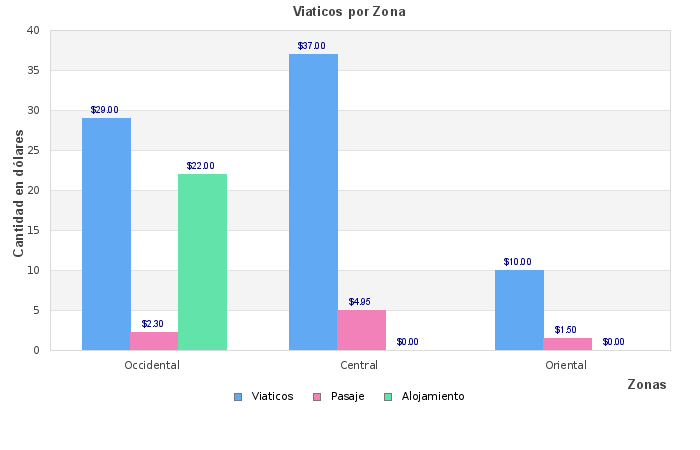 Viaticos por Zona
Cantidad en dólares
40
35
30
25
20
15
10
5
0
$29.00
$2.30
$22.00
$37.00
$4.95
$0.00
$10.00
$1.50
$0.00
Occidental
Central
Oriental
Zonas
Viaticos
Pasaje
Alojamiento